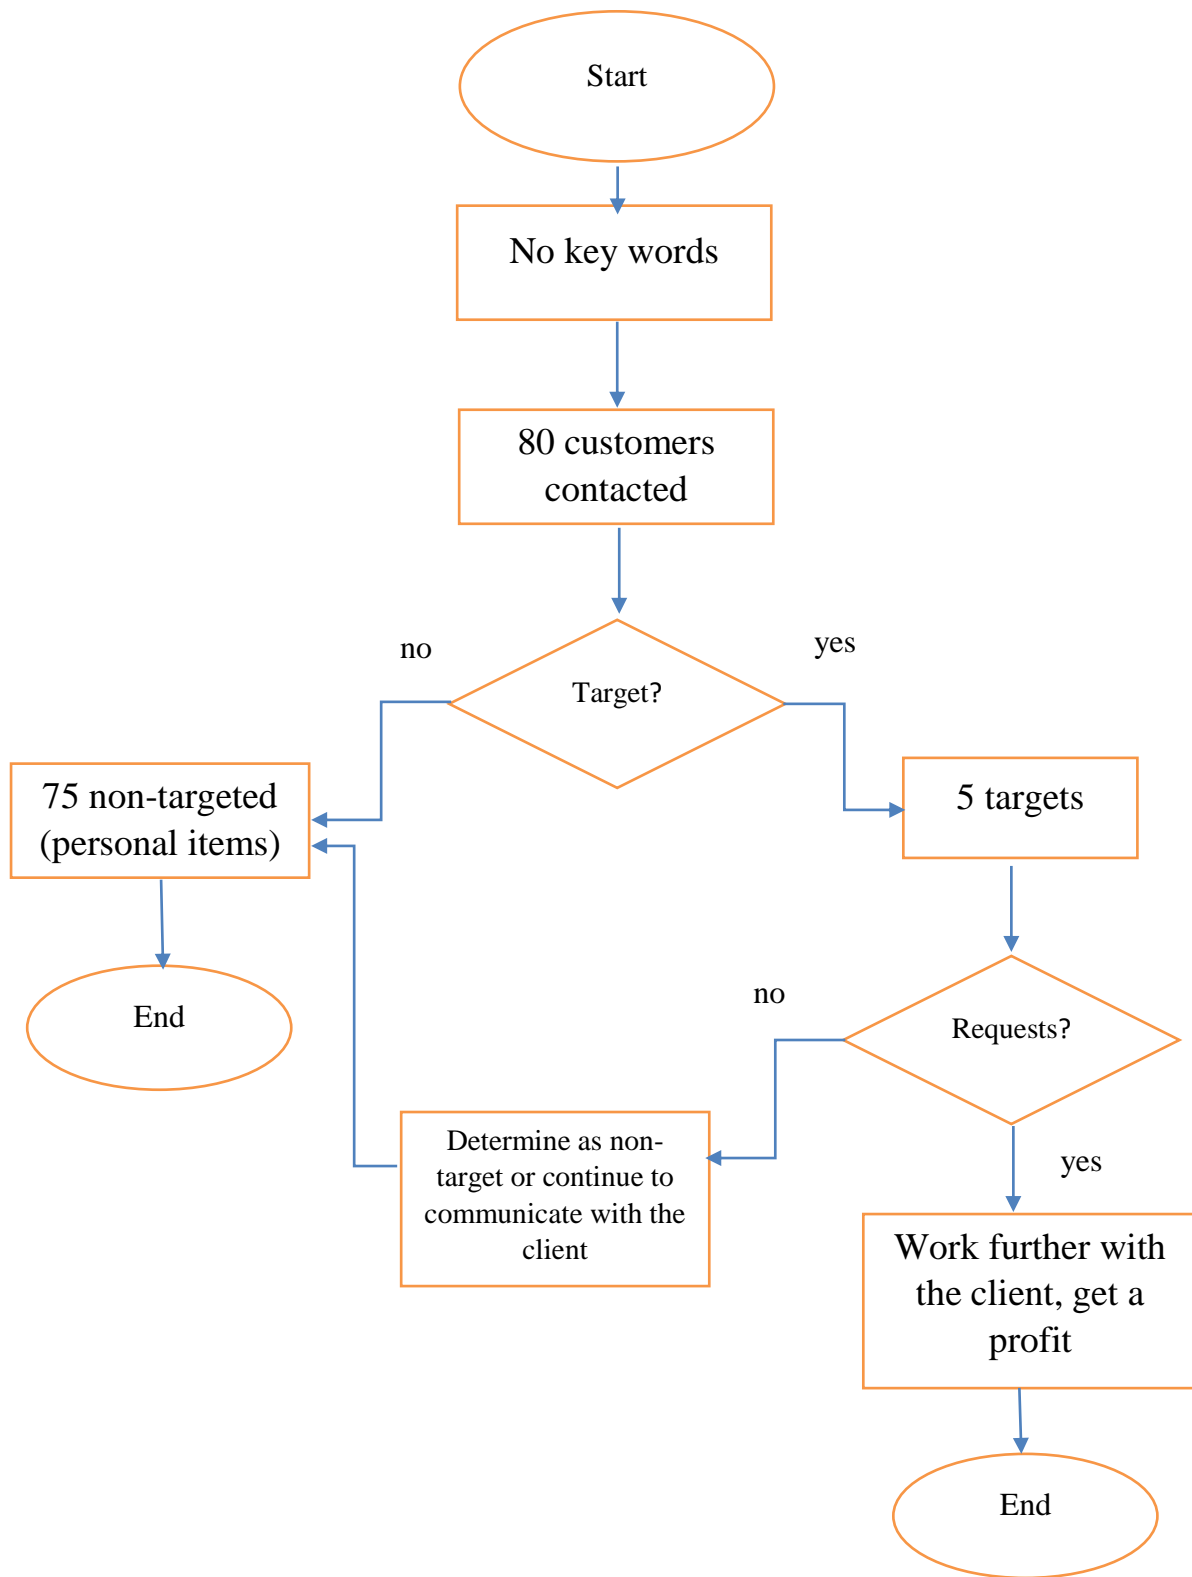 Start
No key words
80 customers
contacted
no
yes
Target?
75 non-targeted
(personal items)
5 targets
End
no
Requests?
Determine as non-
target or continue to
communicate with the
client
yes
Work further with
the client, get a
profit
End